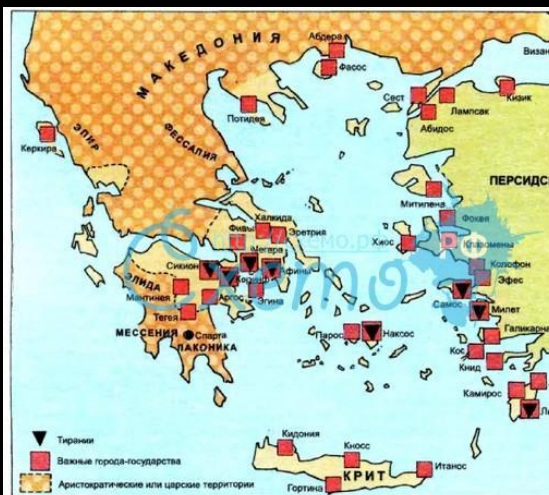 МАКЕДОНИЯ
Абдера
Фасос
Визан
Сест
Лампсак
Кизик
Абидос
Потидея
ЭПИР
Керкира
ФЕССАЛИЯ
ПЕРСИДС
Митилена
Фокея
Халкида
Фивы
Эретрия
Хиос
Клазомены
Мегара
Сикион
Афины
Колофон
Эфес
ЭЛИДА
Мантинея
Аргос
Эгина
Самос
Милет
Тегея
МЕССЕНИЯ
Спарта
ЛАКОНИКА
Парос
Наксос
Галикарна
Кос
Книд
Камирос
Ли
Кидония
Кносс
Итанос
КРИТ
Гортина
Тирании
Важные города-государства
Аристократические или царские территории